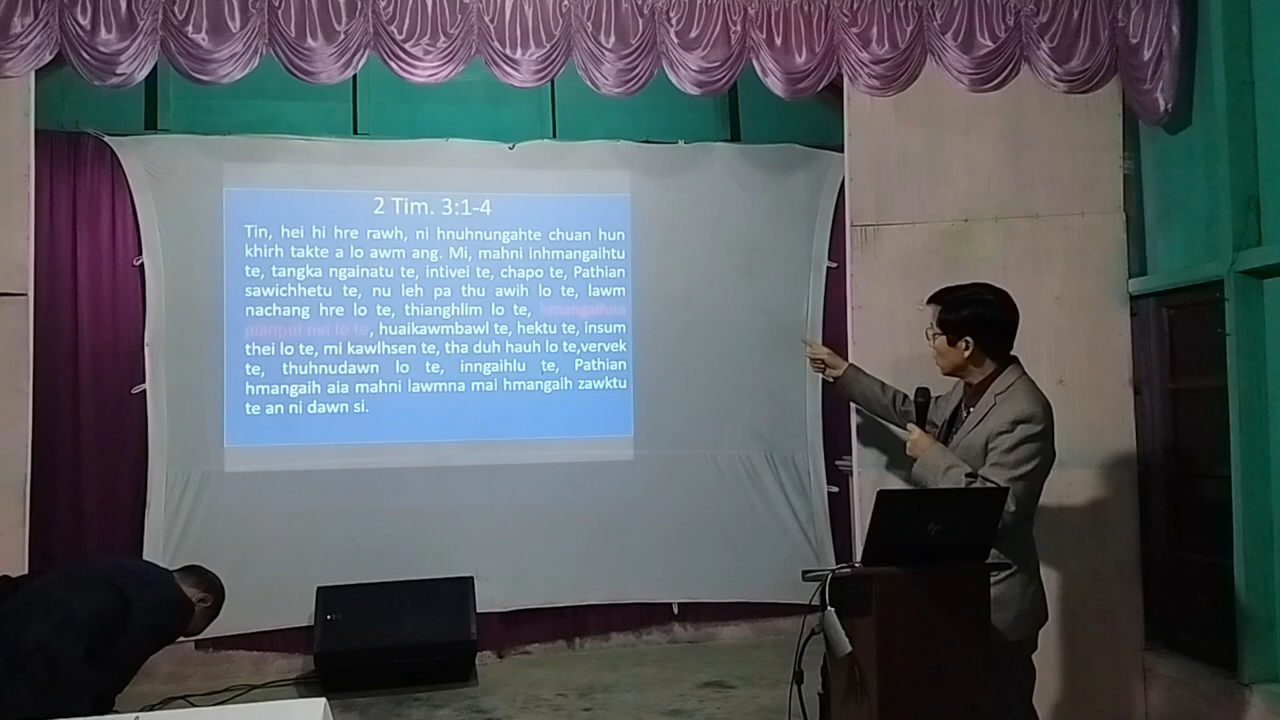 2 Tim. 3:1-4
Tin, hei hi hre rawh, ni hnuhnungahte chuan hun
khirh takte a lo awm ang. Mi, mahni inhmangaihtu
te, tangka ngainatu te, intivei te, chapo te, Pathian
sawichhetu te, nu leh pa thu awih lo te, lawm
nachang hre lo te, thianghlim lo te, hmangaihna
pianpui nei lo te, huaikawmbawl te, hektu te, insum
thei lo te, mi kawlhsen te, tha duh hauh lo te,vervek
te, thuhnudawn lo te, inngaihlu te, Pathian
hmangaih aia mahni lawmna mai hmangaih zawktu
te an ni dawn si.
hp